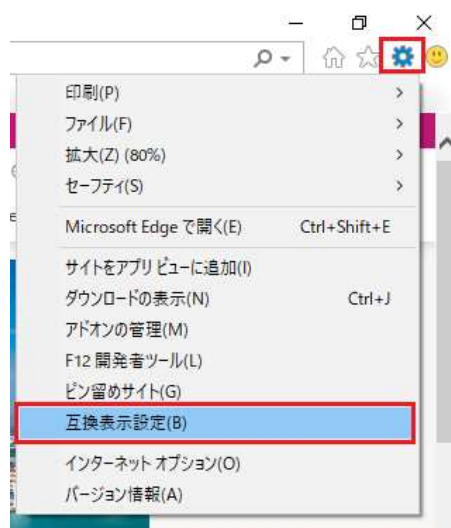 印刷(P)
ファイル(F)
拡大(Z) (80%)
セーフティ(S)
Microsoft Edge で開く(E) Ctrl+Shift+E
サイトをアプリ ビューに追加(I)
ダウンロードの表示(N) Ctrl+J
アドオンの管理(M)
F12 開発者ツール(L)
ピン留めサイト(G)
互換表示設定(B)
インターネット オプション(O)
バージョン情報(A)